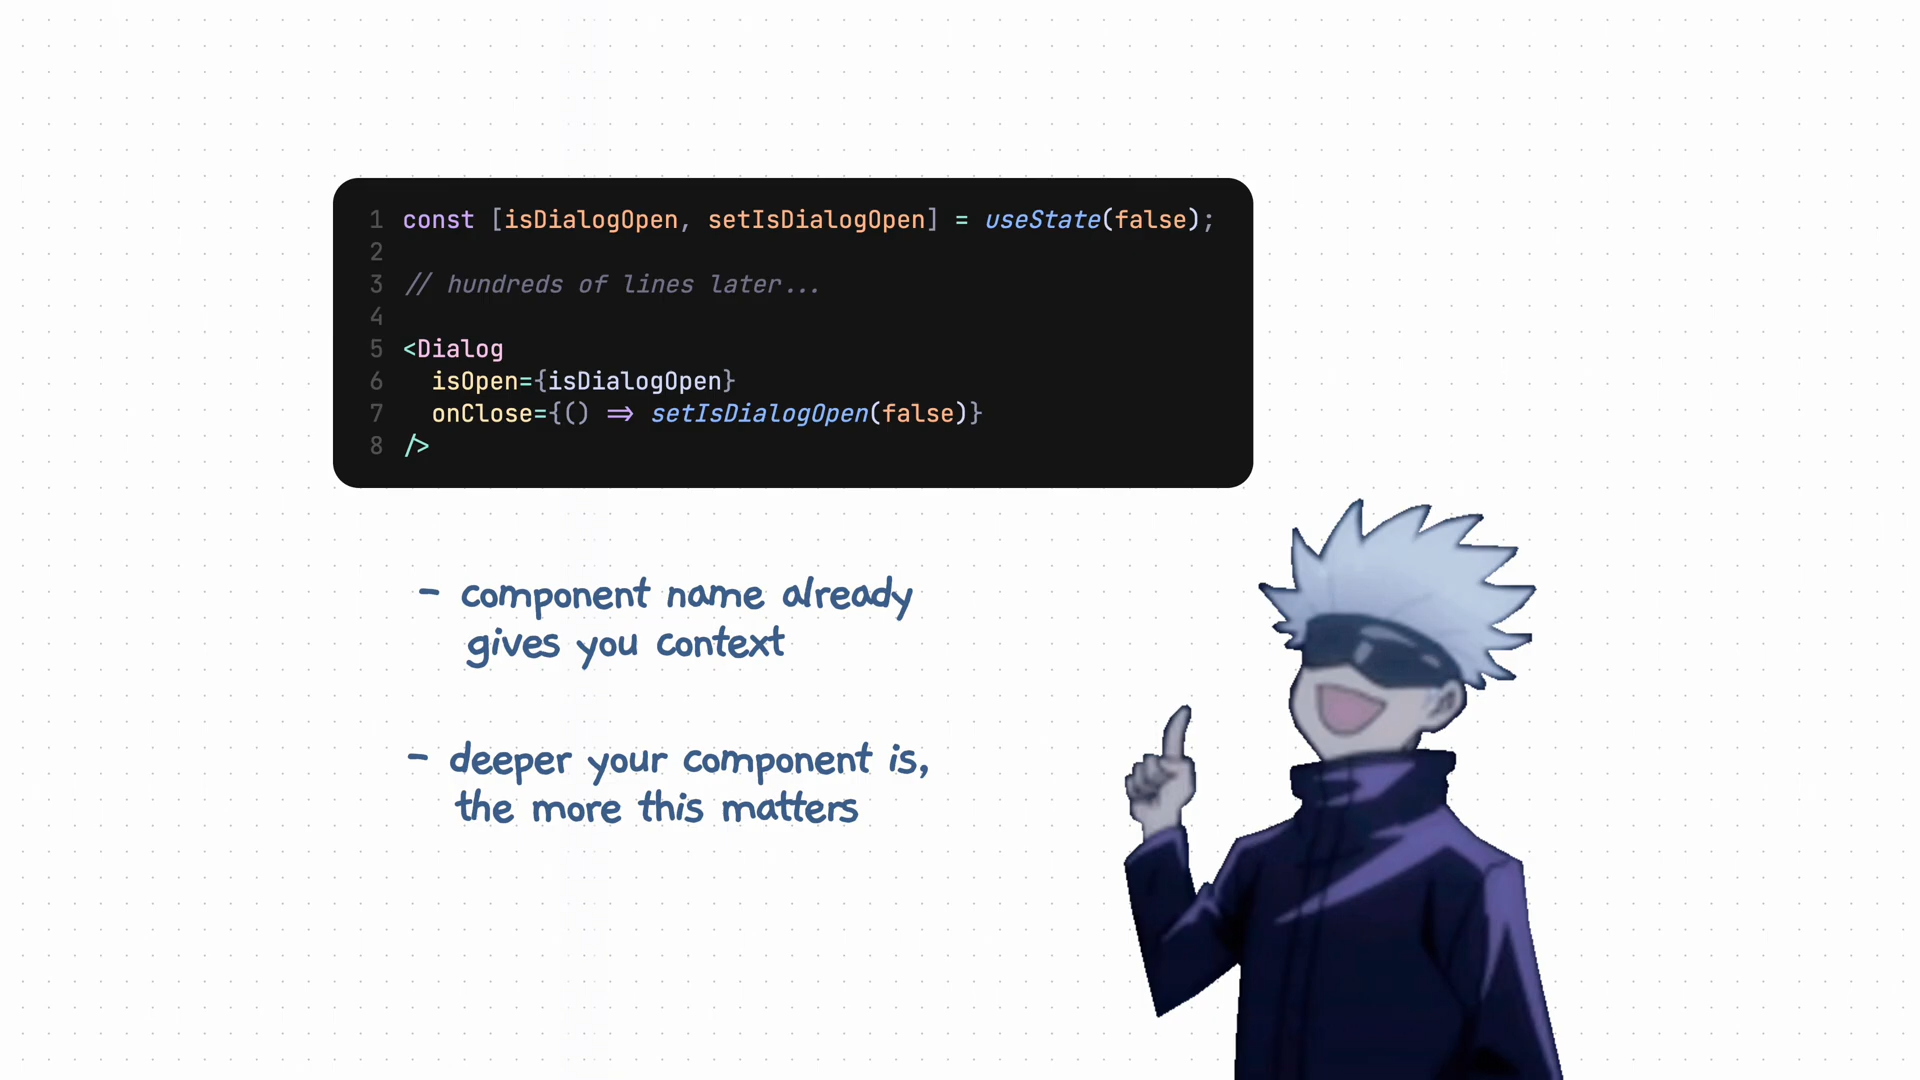 1 const [isDialogOpen, setIsDialogOpen] = useState(false);
2
3 // hundreds of lines later...
4
5 <Dialog
6   isOpen={isDialogOpen}
7   onClose={() => setIsDialogOpen(false)}
8 />
- component name already
gives you context
- deeper your component is,
the more this matters